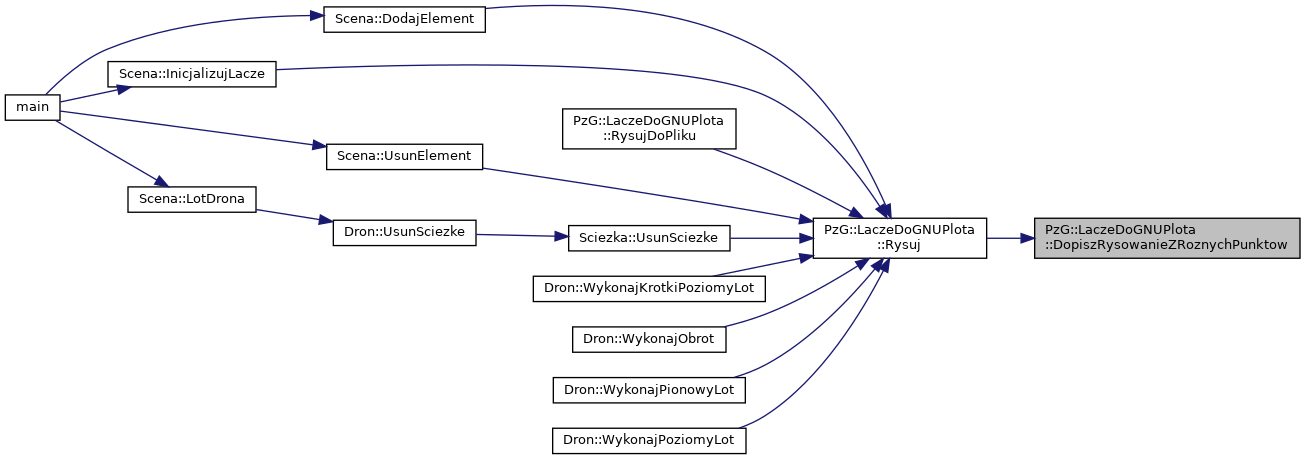 Scena::DodajElement
Scena::InicjalizujLacze
main
PzG::LaczeDoGNUPlota
::RysujDoPliku
Scena::UsunElement
Scena::LotDrona
Dron::UsunSciezke
Sciezka::UsunSciezke
PzG::LaczeDoGNUPlota
::Rysuj
PzG::LaczeDoGNUPlota
::DopiszRysowanieZRoznychPunktow
Dron::WykonajKrotkiPoziomyLot
Dron::WykonajObrot
Dron::WykonajPionowyLot
Dron::WykonajPoziomyLot